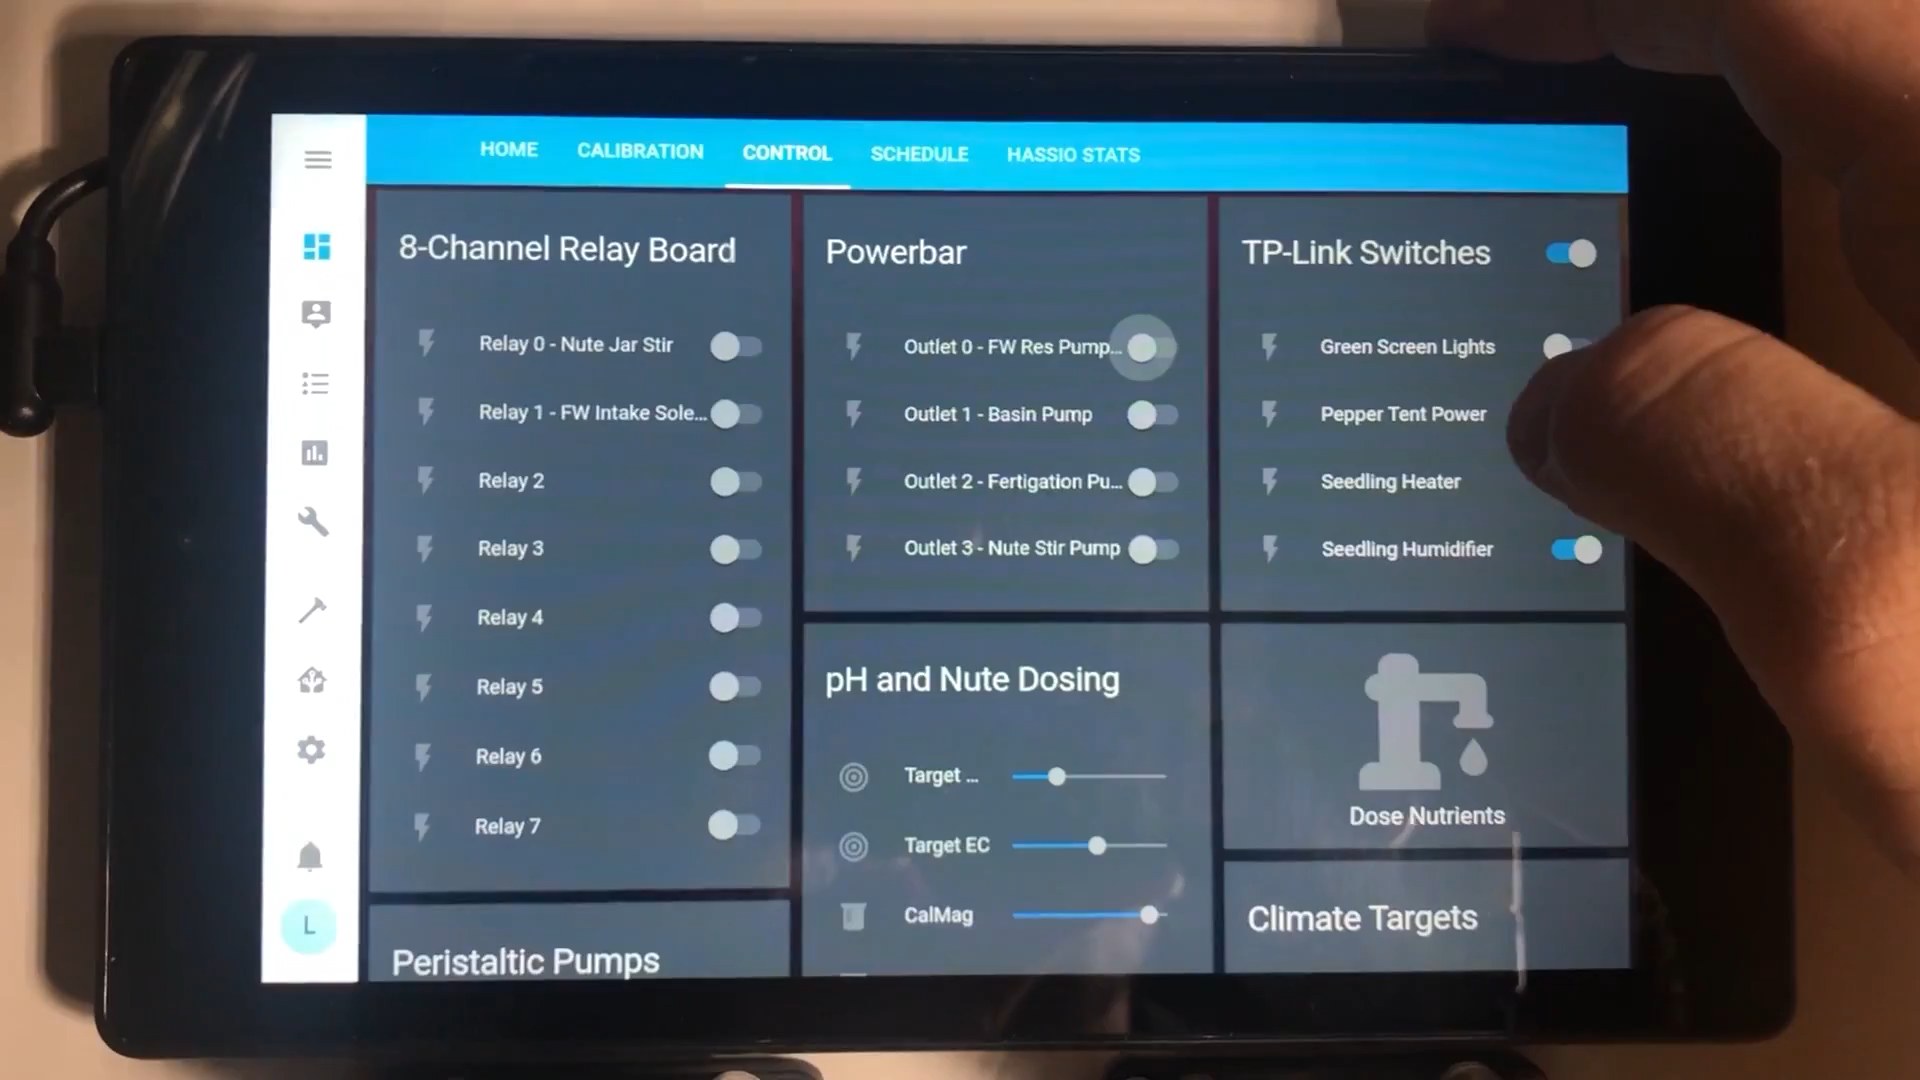 HOME CALIBRATION CONTROL SCHEDULE HASSIO STATS
8-Channel Relay Board
Relay 0 - Nute Jar Stir
Relay 1 - FW Intake Sole...
Relay 2
Relay 3
Relay 4
Relay 5
Relay 6
Relay 7
Peristaltic Pumps
Powerbar
Outlet 0 - FW Res Pump...
Outlet 1 - Basin Pump
Outlet 2 - Fertigation Pu...
Outlet 3 - Nute Stir Pump
pH and Nute Dosing
Target ...
Target EC
CalMag
TP-Link Switches
Green Screen Lights
Pepper Tent Power
Seedling Heater
Seedling Humidifier
Dose Nutrients
Climate Targets
L